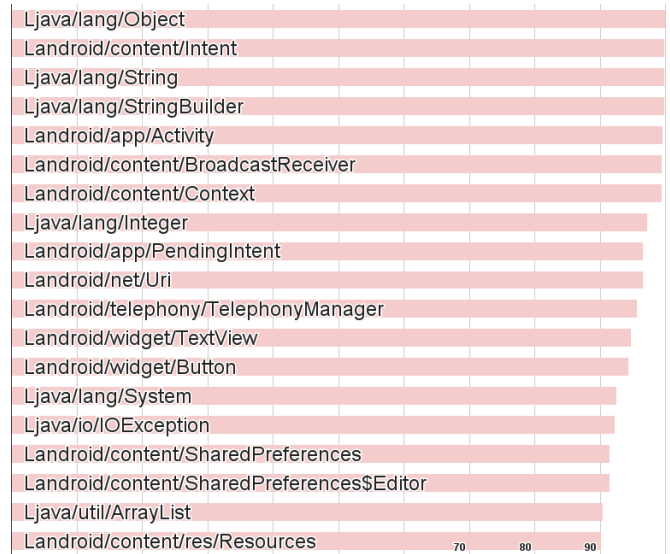 Ljava/lang/Object
Landroid/content/Intent
Ljava/lang/String
Ljava/lang/StringBuilder
Landroid/app/Activity
Landroid/content/BroadcastReceiver
Landroid/content/Context
Ljava/lang/Integer
Landroid/app/PendingIntent
Landroid/net/Uri
Landroid/telephony/TelephonyManager
Landroid/widget/TextView
Landroid/widget/Button
Ljava/lang/System
Ljava/io/IOException
Landroid/content/SharedPreferences
Landroid/content/SharedPreferences$Editor
Ljava/util/ArrayList
Landroid/content/res/Resources 70 80 90